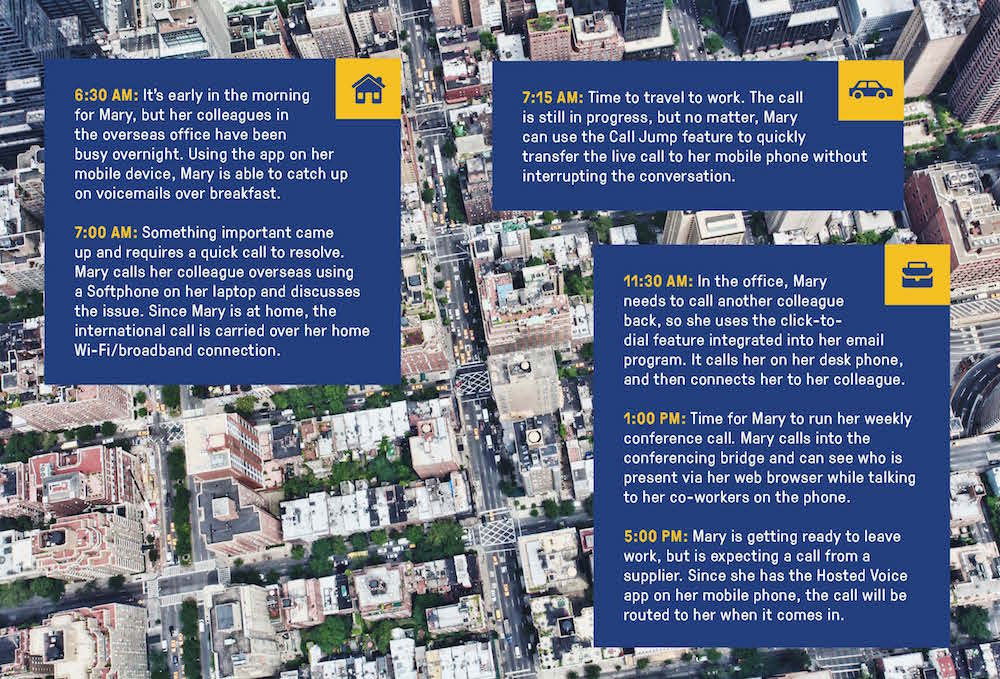 6:30 AM: It's early in the morning
for Mary, but her colleagues in
the overseas office have been
busy overnight. Using the app on her
mobile device, Mary is able to catch up
on voicemails over breakfast.
7:00 AM: Something important came
up and requires a quick call to resolve.
Mary calls her colleague overseas using
a Softphone on her laptop and discusses
the issue. Since Mary is at home, the
international call is carried over her home
Wi-Fi/broadband connection.
7:15 AM: Time to travel to work. The call
is still in progress, but no matter, Mary
can use the Call Jump feature to quickly
transfer the live call to her mobile phone without
interrupting the conversation.
11:30 AM: In the office, Mary
needs to call another colleague
back, so she uses the click-to-
dial feature integrated into her email
program. It calls her on her desk phone,
and then connects her to her colleague.
1:00 PM: Time for Mary to run her weekly
conference call. Mary calls into the
conferencing bridge and can see who is
present via her web browser while talking
to her co-workers on the phone.
5:00 PM: Mary is getting ready to leave
work, but is expecting a call from a
supplier. Since she has the Hosted Voice
app on her mobile phone, the call will be
routed to her when it comes in.